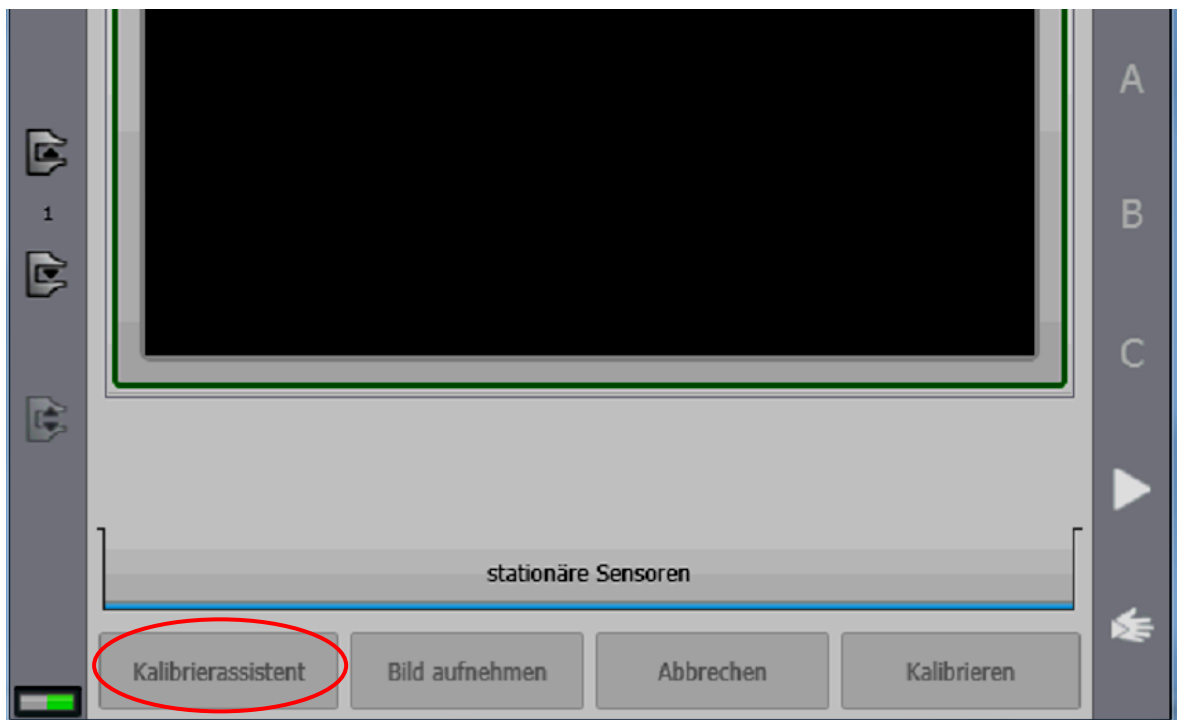 A
1
B
C
stationäre Sensoren
Kalibrierassistent
Bild aufnehmen
Abbrechen
Kalibrieren